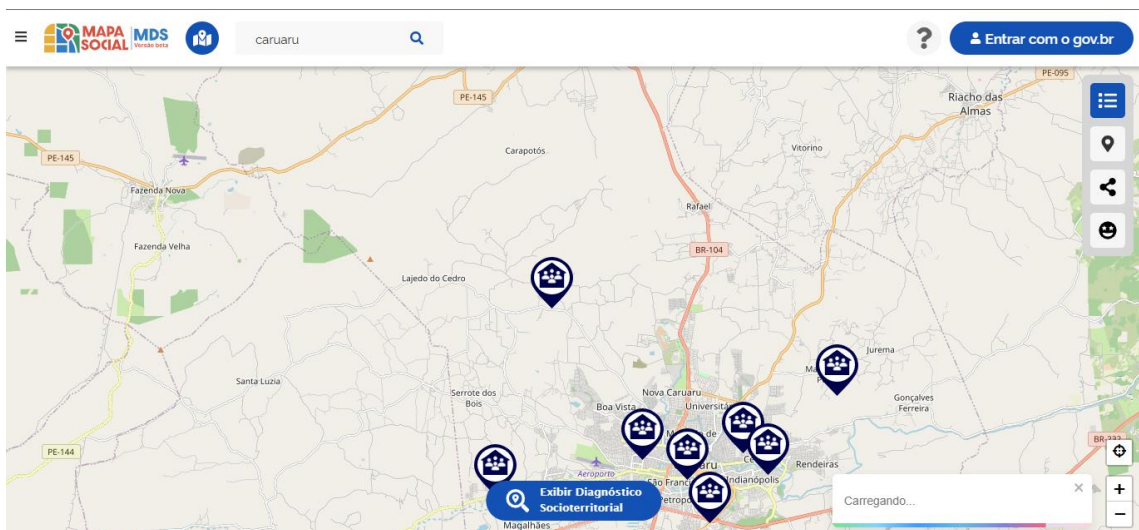 MAPA
SOCIAL
MDS
Versão beta
caruaru
?
Entrar com o gov.br
PE-095
Riacho das
Almas
PE-145
Carapotós
Vitorino
PE-145
Fazenda Nova
Rafael
Fazenda Velha
BR-104
Lajedo do Cedro
Jurema
Santa Luzia
Serrote dos
Bois
Nova Caruaru
Gonçalves
Ferreira
Boa Vista
PE-144
Rendeiras
Aeroporto
Indianópolis
Exibir Diagnóstico
Socioterritorial
Carregando...
×
+
−
Magalhães